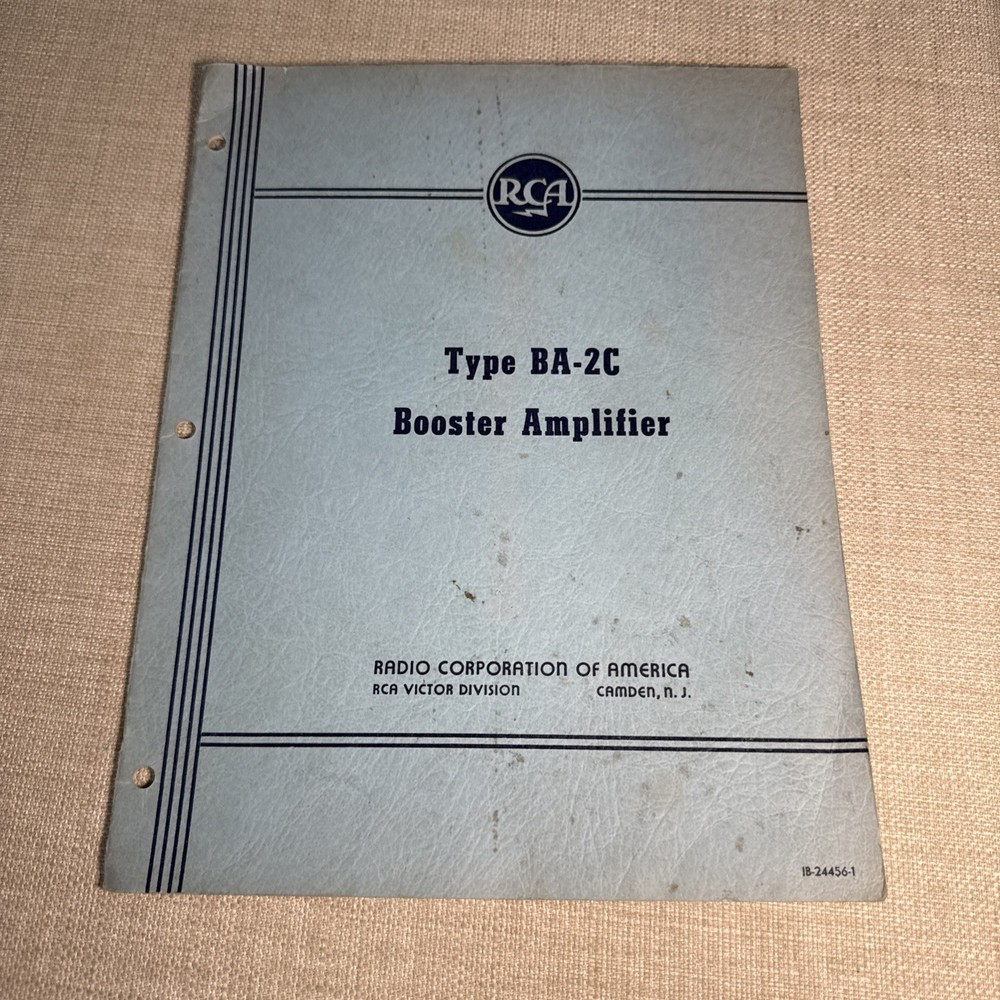 RCA
Type BA-2C
Booster Amplifier
RADIO CORPORATION OF AMERICA
RCA VICTOR DIVISION CAMDEN, N. J.
IB-24456-1